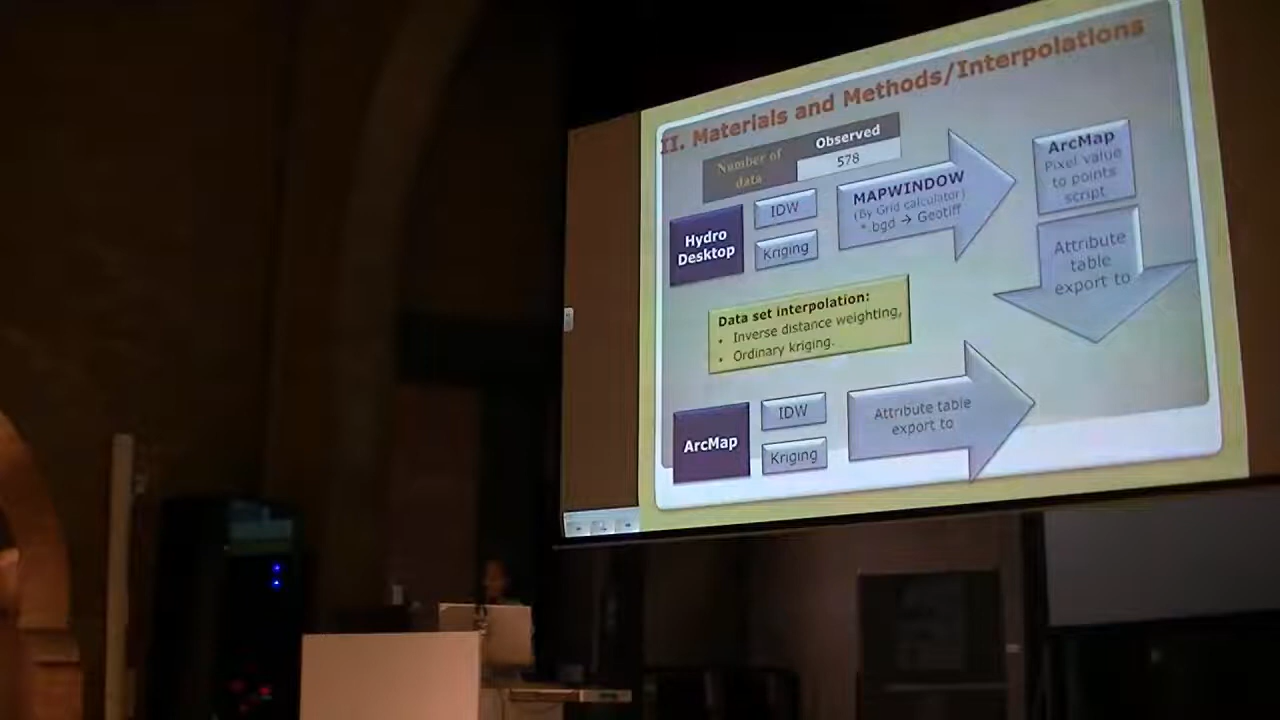 II. Materials and Methods/Interpolations
Number of
data
Observed
578
Hydro
Desktop
IDW
Kriging
MAPWINDOW
(By Grid calculator)
*.bgd → Geotiff
ArcMap
Pixel value
to points
script
Attribute
table
export to
Data set interpolation:
• Inverse distance weighting,
• Ordinary kriging.
ArcMap
IDW
Kriging
Attribute table
export to